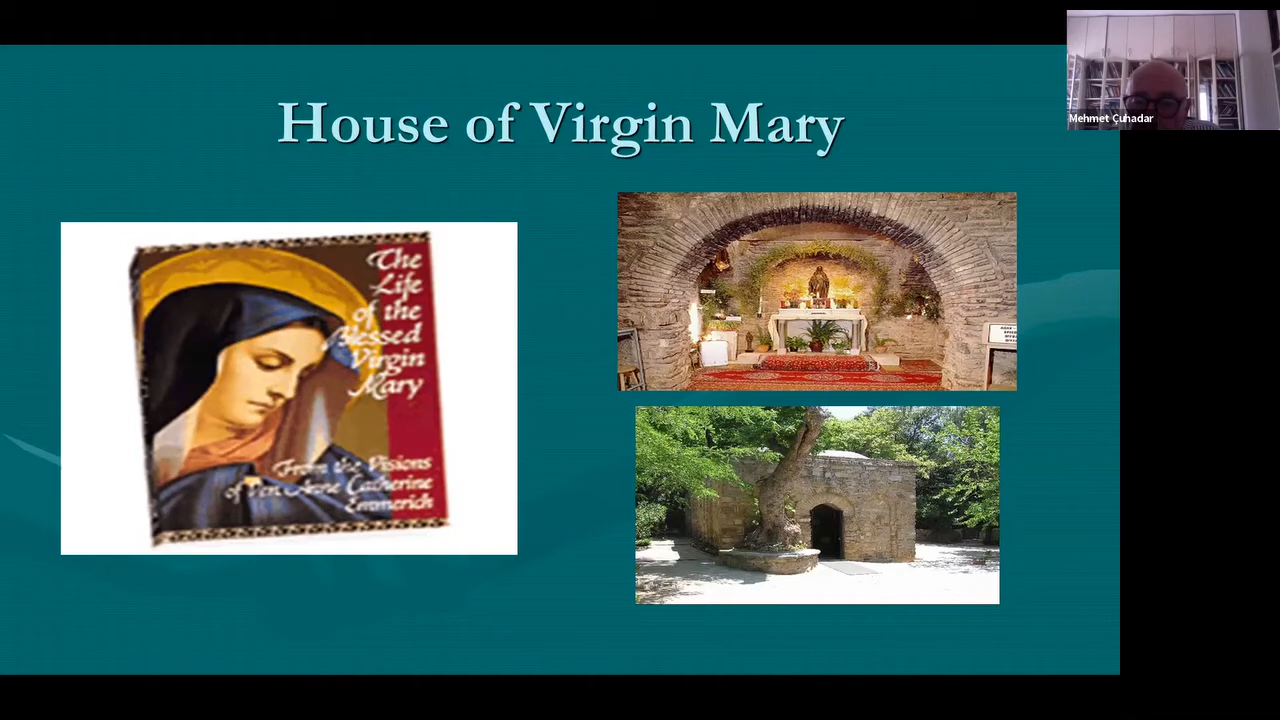 House of Virgin Mary
Mehmet Çuhadar
The
Life
of the
Blessed
Virgin
Mary
From the Visions
of Ven. Anne Catherine
Emmerich